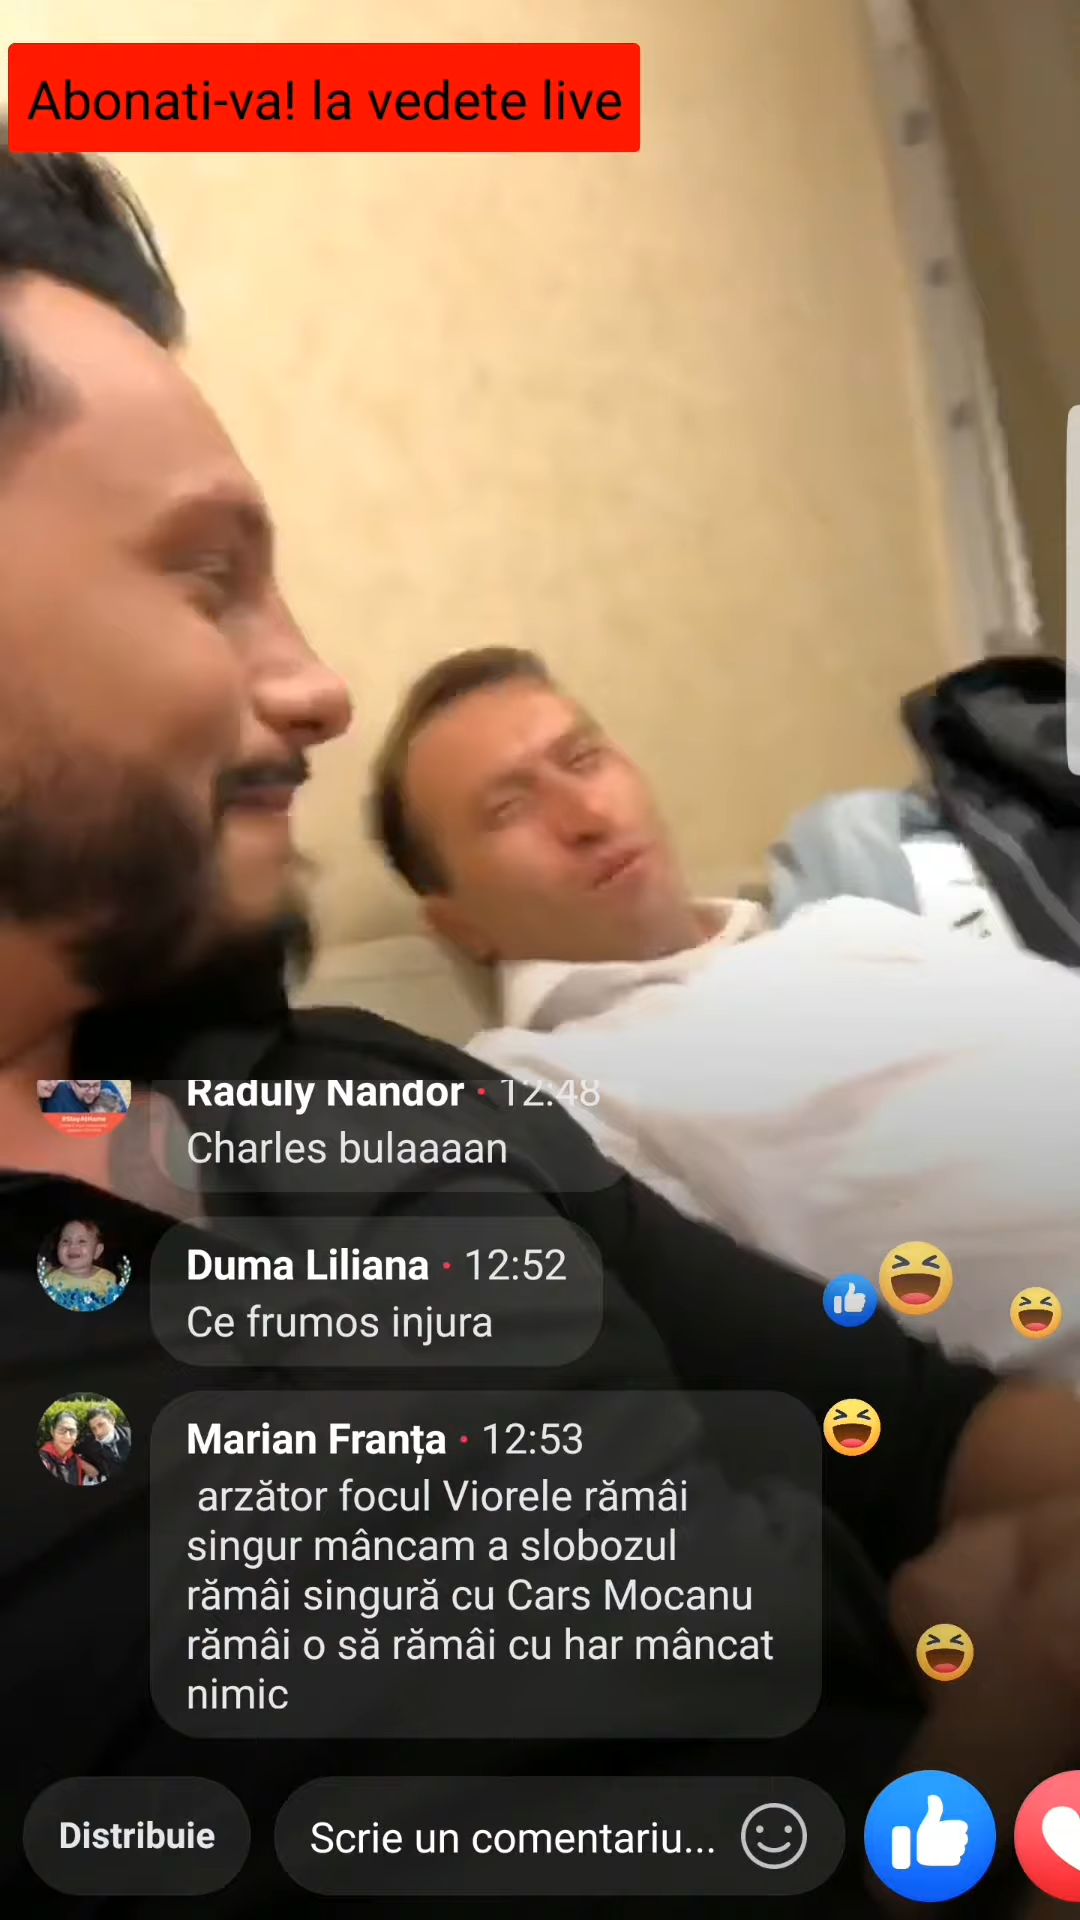 Abonati-va! la vedete live
Raduly Nandor · 12:48
Charles bulaaaan
Duma Liliana · 12:52
Ce frumos injura
Marian Franța · 12:53
arzător focul Viorele rămâi
singur mâncam a slobozul
rămâi singură cu Cars Mocanu
rămâi o să rămâi cu har mâncat
nimic
Distribuie
Scrie un comentariu...